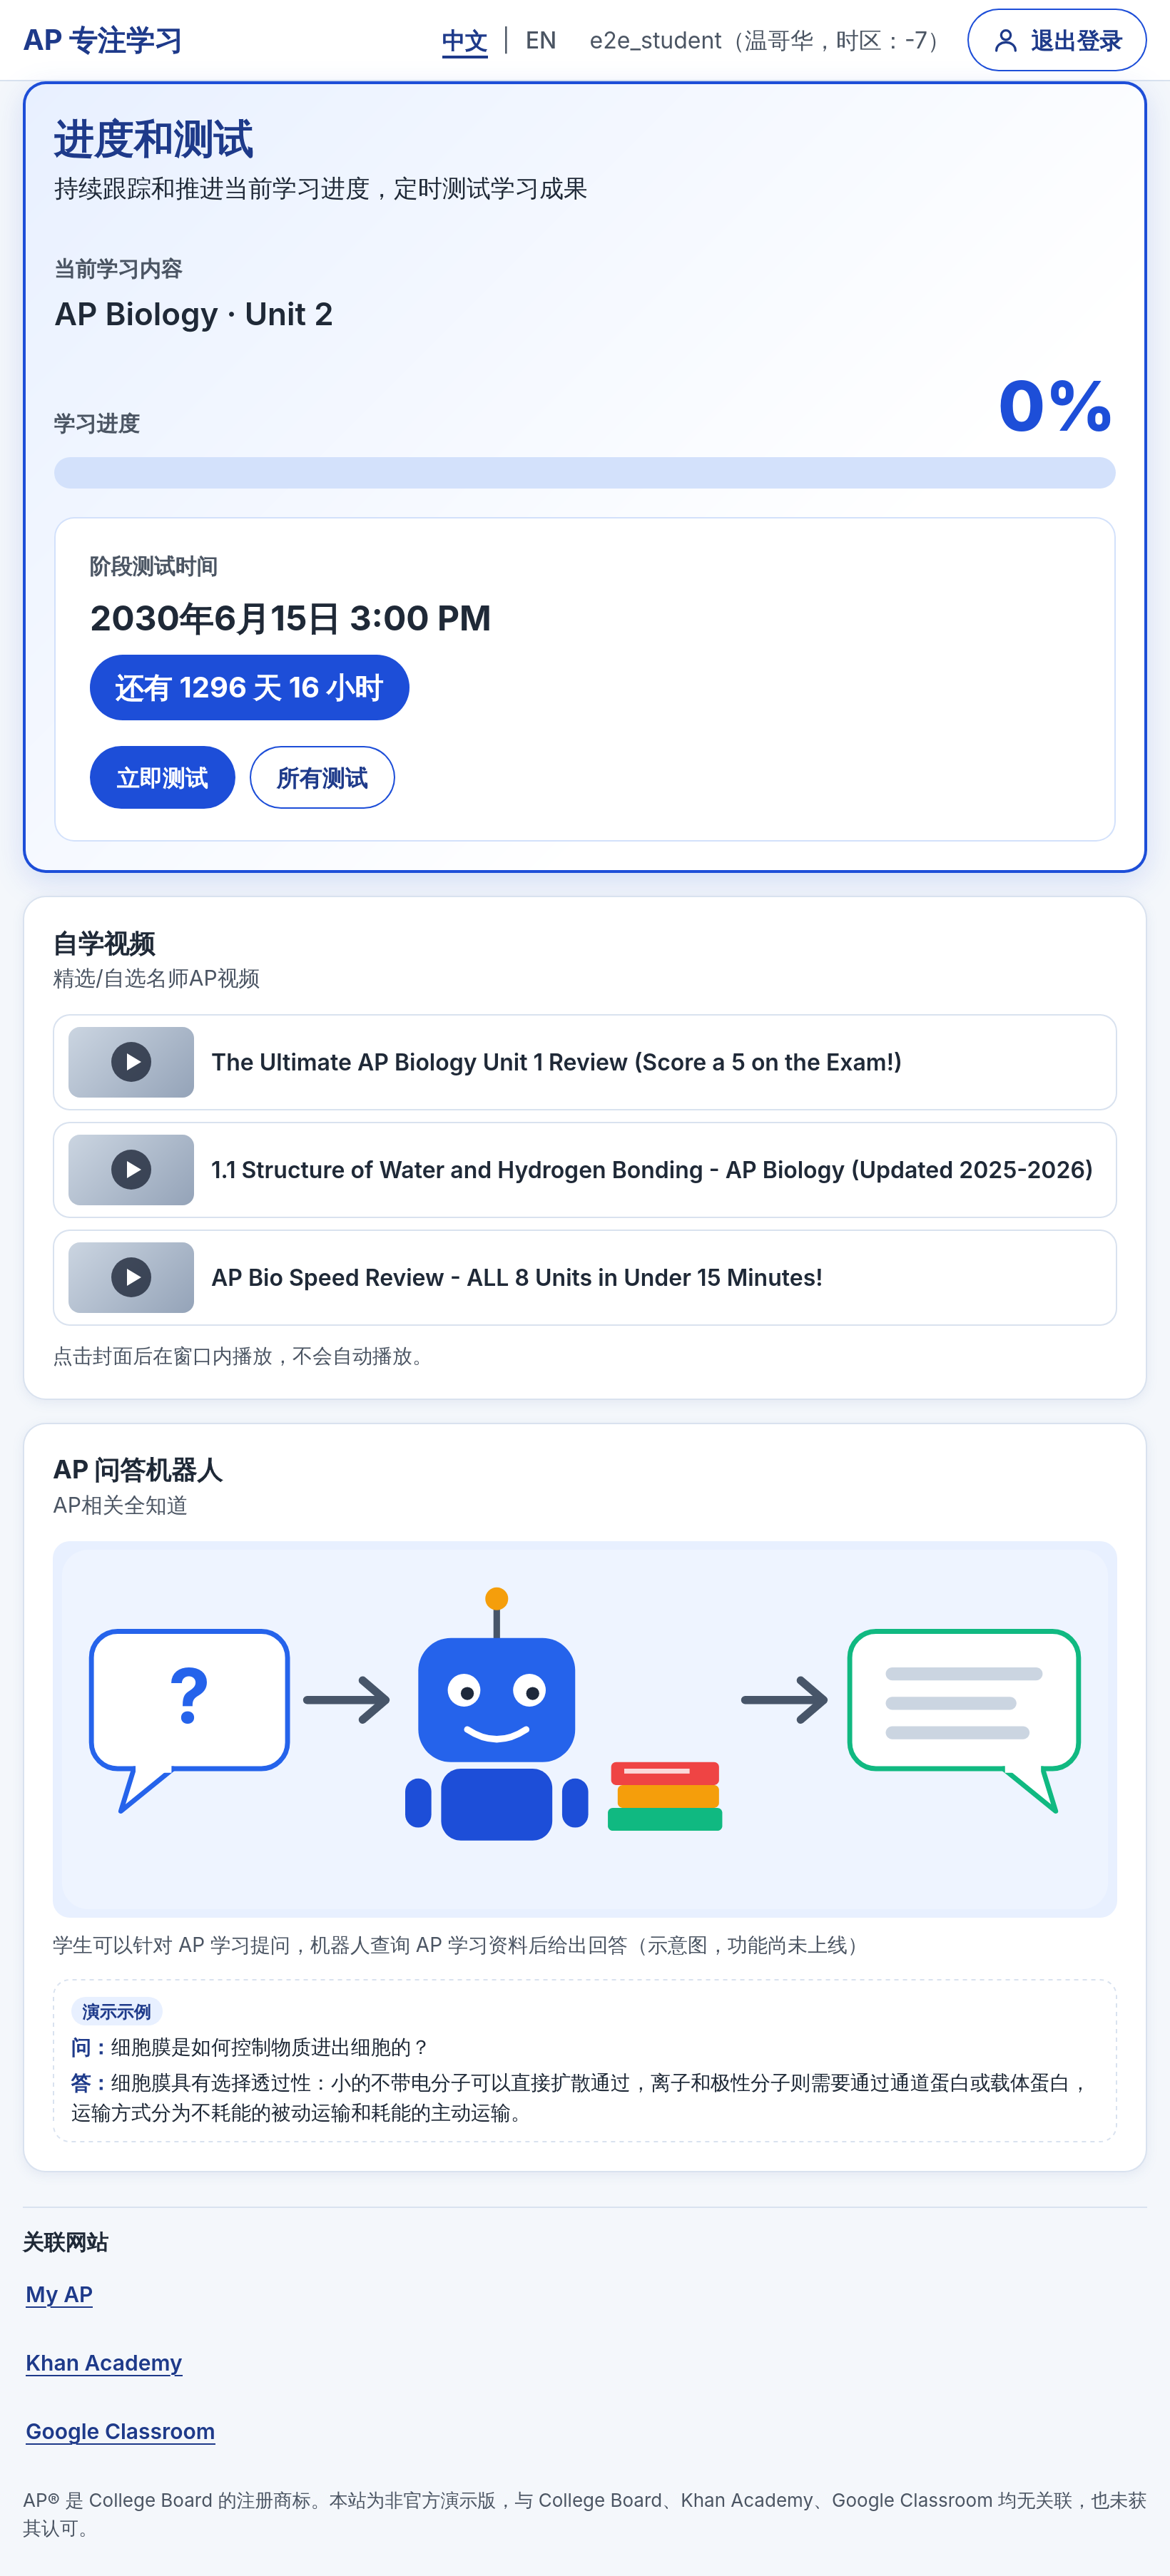 AP 专注学习
中文 | EN e2e_student（温哥华，时区：-7） 退出登录
进度和测试
持续跟踪和推进当前学习进度，定时测试学习成果
当前学习内容
AP Biology · Unit 2
学习进度 0%
阶段测试时间
2030年6月15日 3:00 PM
还有 1296 天 16 小时
立即测试 所有测试
自学视频
精选/自选名师AP视频
The Ultimate AP Biology Unit 1 Review (Score a 5 on the Exam!)
1.1 Structure of Water and Hydrogen Bonding - AP Biology (Updated 2025-2026)
AP Bio Speed Review - ALL 8 Units in Under 15 Minutes!
点击封面后在窗口内播放，不会自动播放。
AP 问答机器人
AP相关全知道
?
学生可以针对 AP 学习提问，机器人查询 AP 学习资料后给出回答（示意图，功能尚未上线）
演示示例
问：细胞膜是如何控制物质进出细胞的？
答：细胞膜具有选择透过性：小的不带电分子可以直接扩散通过，离子和极性分子则需要通过通道蛋白或载体蛋白，
运输方式分为不耗能的被动运输和耗能的主动运输。
关联网站
My AP
Khan Academy
Google Classroom
AP® 是 College Board 的注册商标。本站为非官方演示版，与 College Board、Khan Academy、Google Classroom 均无关联，也未获
其认可。